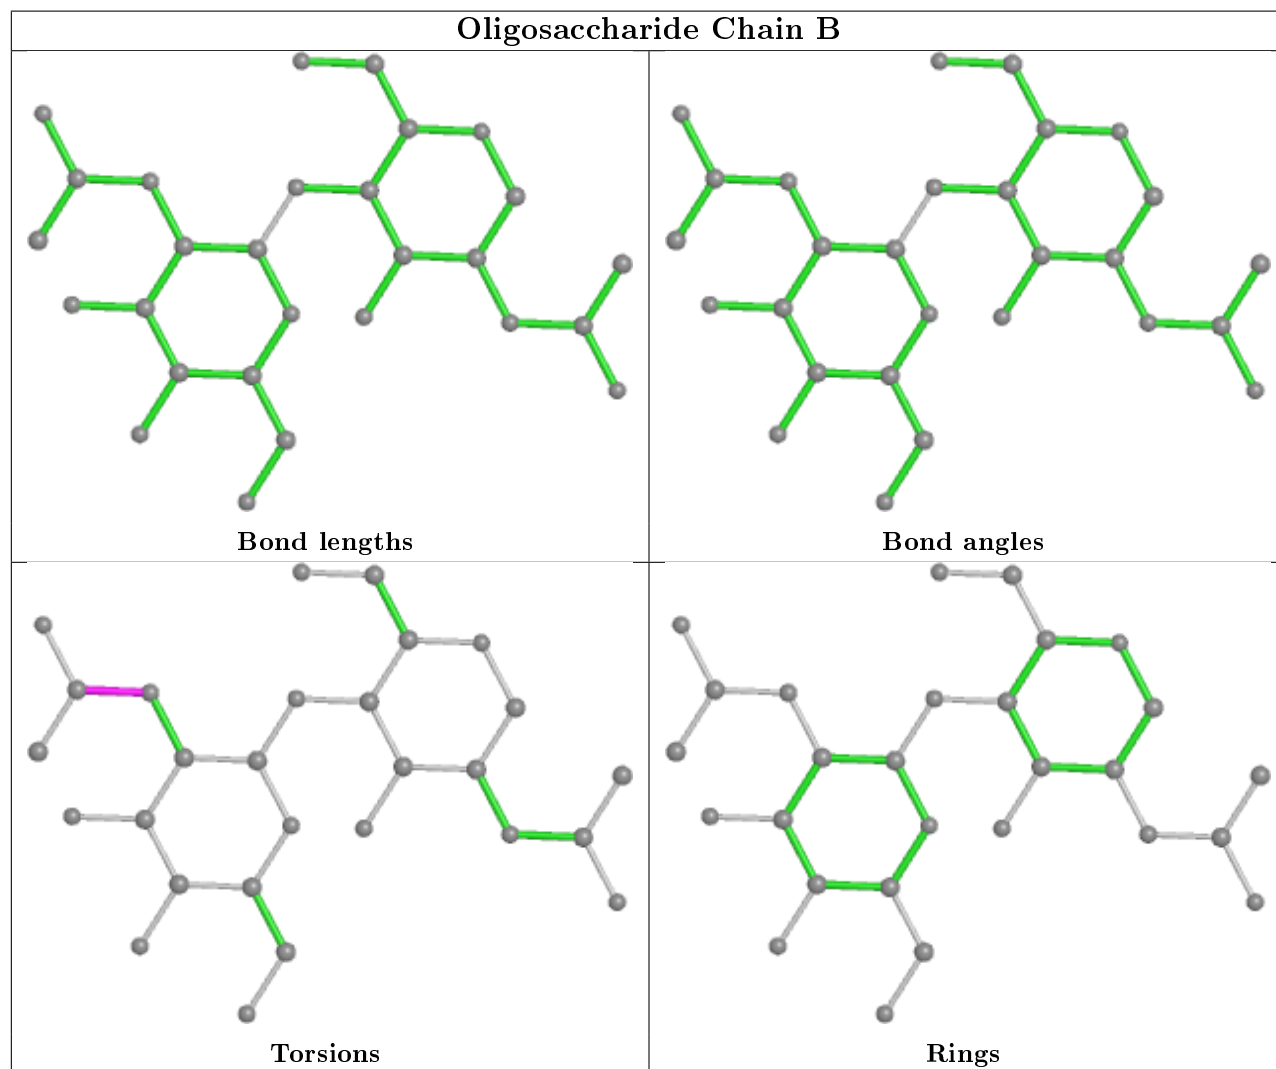 Oligosaccharide Chain B
Bond lengths
Bond angles
Torsions
Rings